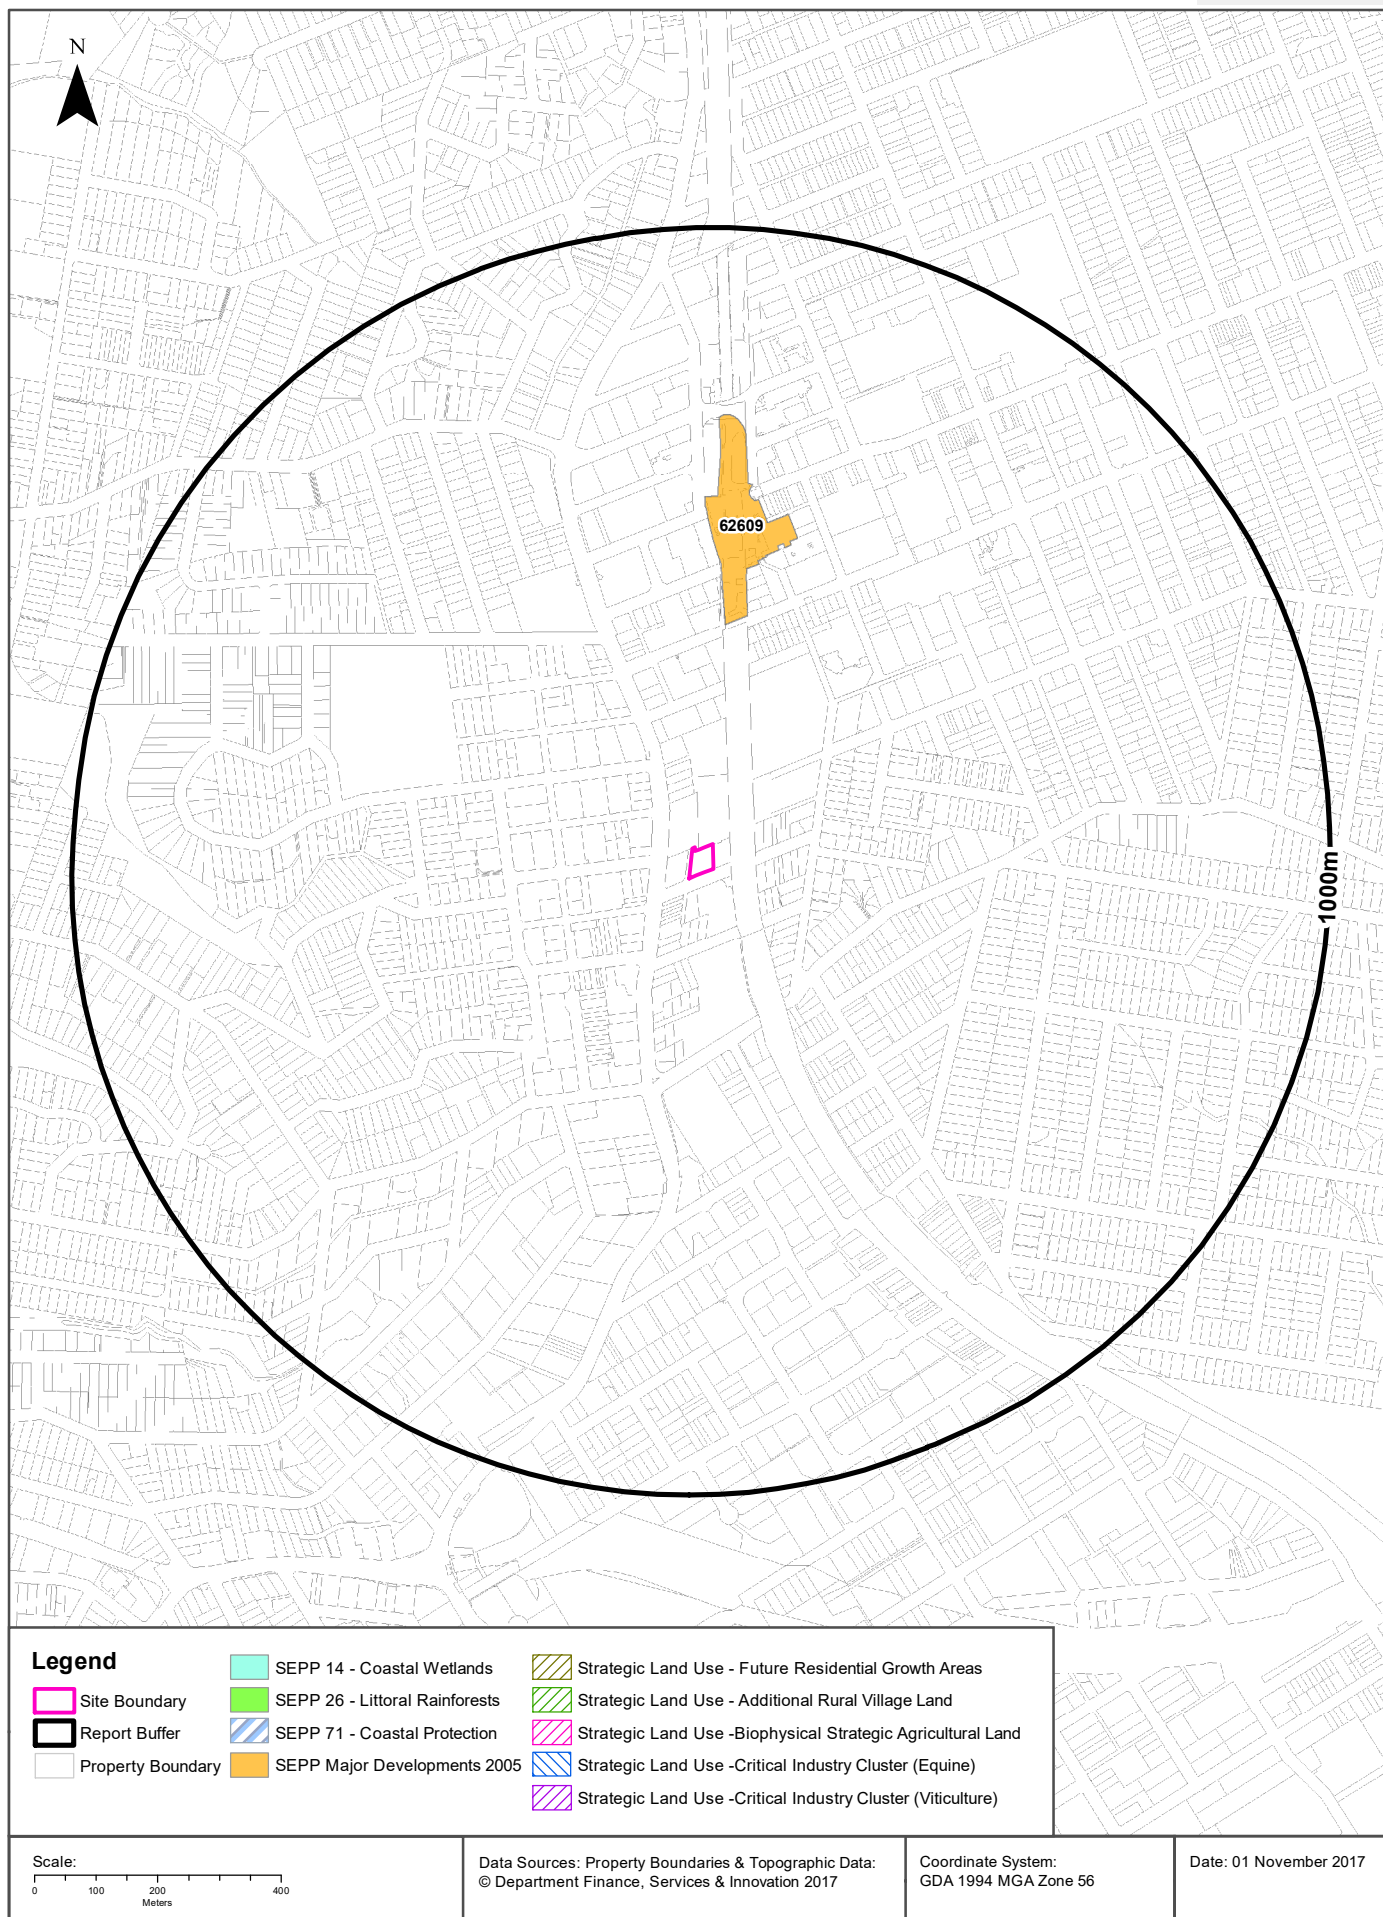 N
62609
1000m
Legend
Site Boundary
Report Buffer
Property Boundary
SEPP 14 - Coastal Wetlands
SEPP 26 - Littoral Rainforests
SEPP 71 - Coastal Protection
SEPP Major Developments 2005
Strategic Land Use - Future Residential Growth Areas
Strategic Land Use - Additional Rural Village Land
Strategic Land Use -Biophysical Strategic Agricultural Land
Strategic Land Use -Critical Industry Cluster (Equine)
Strategic Land Use -Critical Industry Cluster (Viticulture)
Scale:
0 100 200 400
Meters
Data Sources: Property Boundaries & Topographic Data:
© Department Finance, Services & Innovation 2017
Coordinate System:
GDA 1994 MGA Zone 56
Date: 01 November 2017